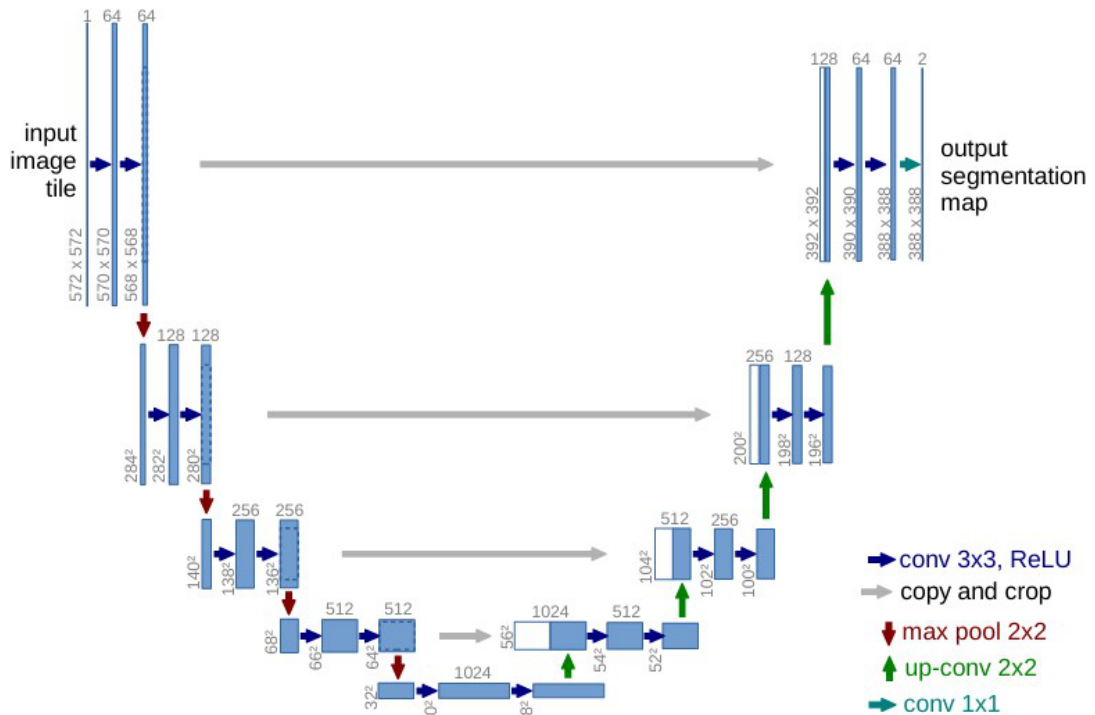 1 64 64
input
image
tile
572 x 572
570 x 570
568 x 568
128 64 64 2
output
segmentation
map
392 x 392
390 x 390
388 x 388
388 x 388
128 128
284²
282²
280²
256 128
200²
198²
196²
256 256
140²
138²
136²
512 256
104²
102²
100²
512 512
68²
66²
64²
1024 512
56²
54²
52²
1024
32²
0²
8²
conv 3x3, ReLU
copy and crop
max pool 2x2
up-conv 2x2
conv 1x1